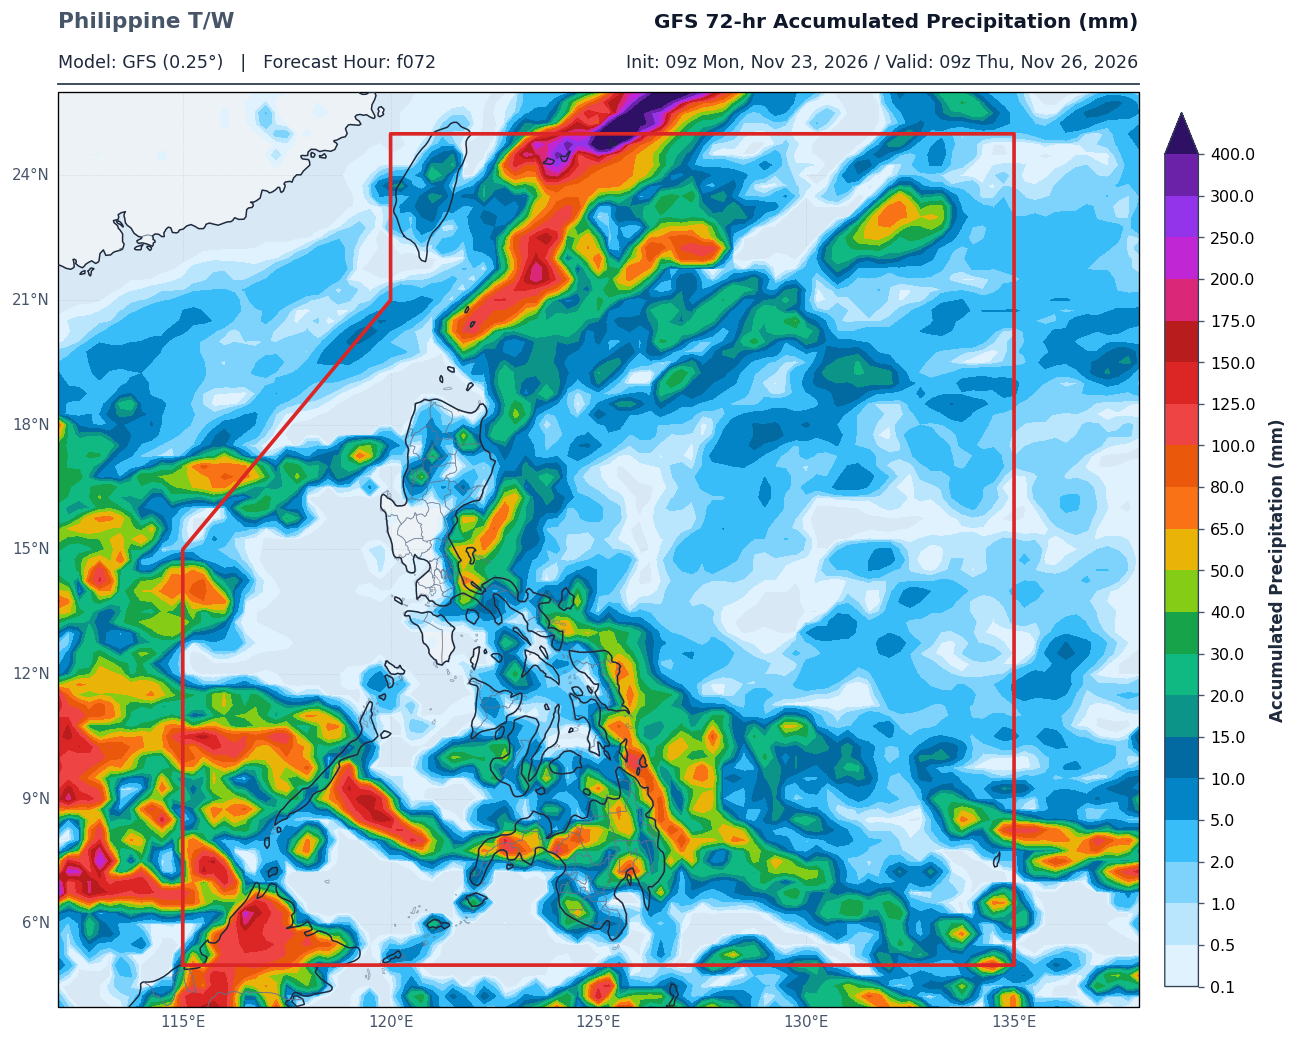 Philippine T/W
GFS 72-hr Accumulated Precipitation (mm)
Model: GFS (0.25°)   |   Forecast Hour: f072
Init: 09z Mon, Nov 23, 2026 / Valid: 09z Thu, Nov 26, 2026
24°N
21°N
18°N
15°N
12°N
9°N
6°N
115°E
120°E
125°E
130°E
135°E
400.0
300.0
250.0
200.0
175.0
150.0
125.0
100.0
80.0
65.0
50.0
40.0
30.0
20.0
15.0
10.0
5.0
2.0
1.0
0.5
0.1
Accumulated Precipitation (mm)